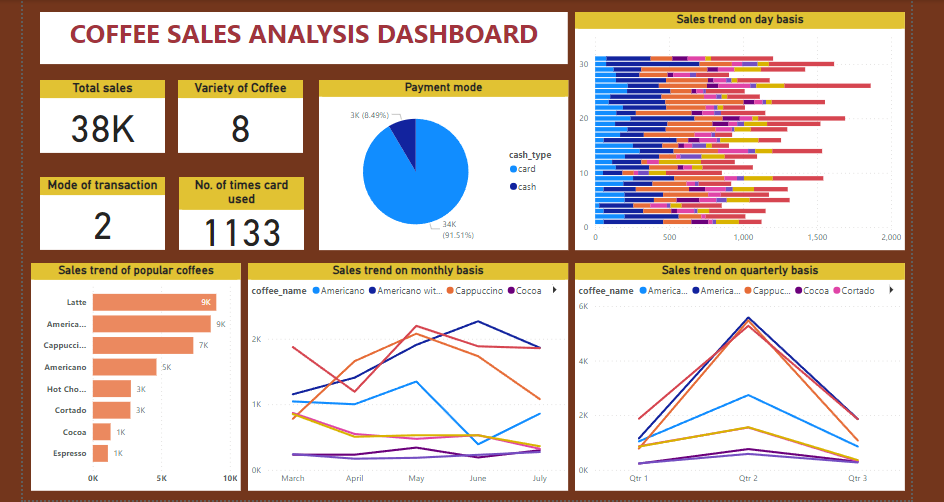 COFFEE SALES ANALYSIS DASHBOARD
Total sales
38K
Variety of Coffee
8
Mode of transaction
2
No. of times card
used
1133
Payment mode
3K (8.49%)
34K
(91.51%)
cash_type
card
cash
Sales trend on day basis
30
20
10
0
0 500 1,000 1,500 2,000
Sales trend of popular coffees
Latte 9K
America... 9K
Cappucci... 7K
Americano 5K
Hot Cho... 3K
Cortado 3K
Cocoa 1K
Espresso 1K
0K 5K 10K
Sales trend on monthly basis
coffee_name Americano Americano wit... Cappuccino Cocoa
2K
1K
0K
March April May June July
Sales trend on quarterly basis
coffee_name America... America... Cappuc... Cocoa Cortado
6K
4K
2K
0K
Qtr 1 Qtr 2 Qtr 3